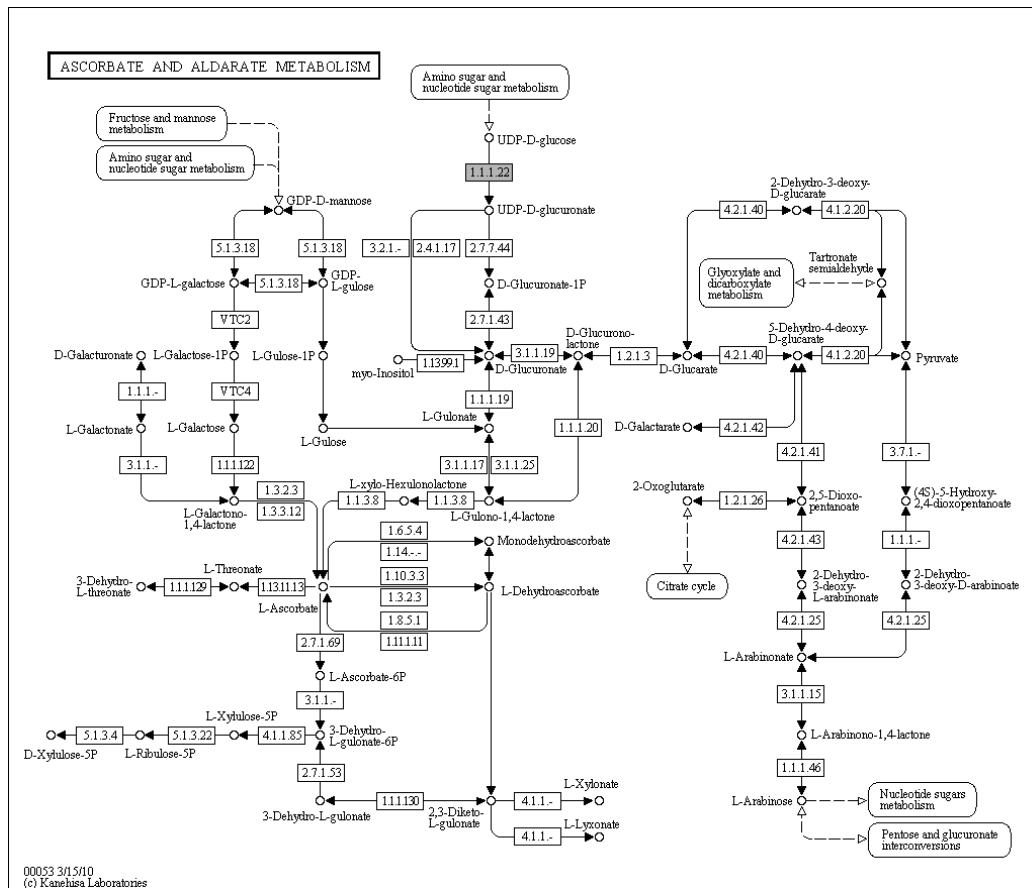 ASCORBATE AND ALDARATE METABOLISM
Amino sugar and
nucleotide sugar metabolism
Fructose and mannose
metabolism
Amino sugar and
nucleotide sugar metabolism
UDP-D-glucose
1.1.1.22
GDP-D-mannose
UDP-D-glucuronate
2-Dehydro-3-deoxy-
D-glucarate
4.2.1.40
4.1.2.20
5.1.3.18
5.1.3.18
3.2.1.-
2.4.1.17
2.7.7.44
GDP-L-galactose
5.1.3.18
GDP-
L-gulose
D-Glucuronate-1P
Glyoxylate and
dicarboxylate
metabolism
Tartronate
semialdehyde
VTC2
2.7.1.43
D-Glucurono-
lactone
5-Dehydro-4-deoxy-
D-glucarate
D-Galacturonate
L-Galactose-1P
L-Gulose-1P
myo-Inositol
1.13.99.1
D-Glucuronate
3.1.1.19
1.2.1.3
D-Glucarate
4.2.1.40
4.1.2.20
Pyruvate
1.1.1.-
VTC4
1.1.1.19
L-Galactonate
L-Galactose
L-Gulose
L-Gulonate
1.1.1.20
D-Galactarate
4.2.1.42
3.1.1.-
1.1.1.122
3.1.1.17
3.1.1.25
4.2.1.41
3.7.1.-
L-Galactono-
1,4-lactone
1.3.2.3
1.3.3.12
L-xylo-Hexulonolactone
1.1.3.8
1.1.3.8
L-Gulono-1,4-lactone
2-Oxoglutarate
1.2.1.26
2,5-Dioxo-
pentanoate
(4S)-5-Hydroxy-
2,4-dioxopentanoate
1.6.5.4
1.14.-.-
Monodehydroascorbate
4.2.1.43
1.1.1.-
3-Dehydro-
L-threonate
1.1.1.129
L-Threonate
1.13.11.13
L-Ascorbate
1.10.3.3
1.3.2.3
L-Dehydroascorbate
1.8.5.1
1.11.1.11
Citrate cycle
2-Dehydro-
3-deoxy-
L-arabinonate
2-Dehydro-
3-deoxy-D-arabinoate
2.7.1.69
4.2.1.25
4.2.1.25
L-Ascorbate-6P
L-Arabinonate
3.1.1.-
3.1.1.15
D-Xylulose-5P
5.1.3.4
L-Ribulose-5P
5.1.3.22
L-Xylulose-5P
4.1.1.85
3-Dehydro-
L-gulonate-6P
L-Arabinono-1,4-lactone
2.7.1.53
1.1.1.46
3-Dehydro-L-gulonate
1.1.1.130
2,3-Diketo-
L-gulonate
4.1.1.-
L-Xylonate
4.1.1.-
L-Lyxonate
L-Arabinose
Nucleotide sugars
metabolism
Pentose and glucuronate
interconversions
00053 3/15/10
(c) Kanehisa Laboratories